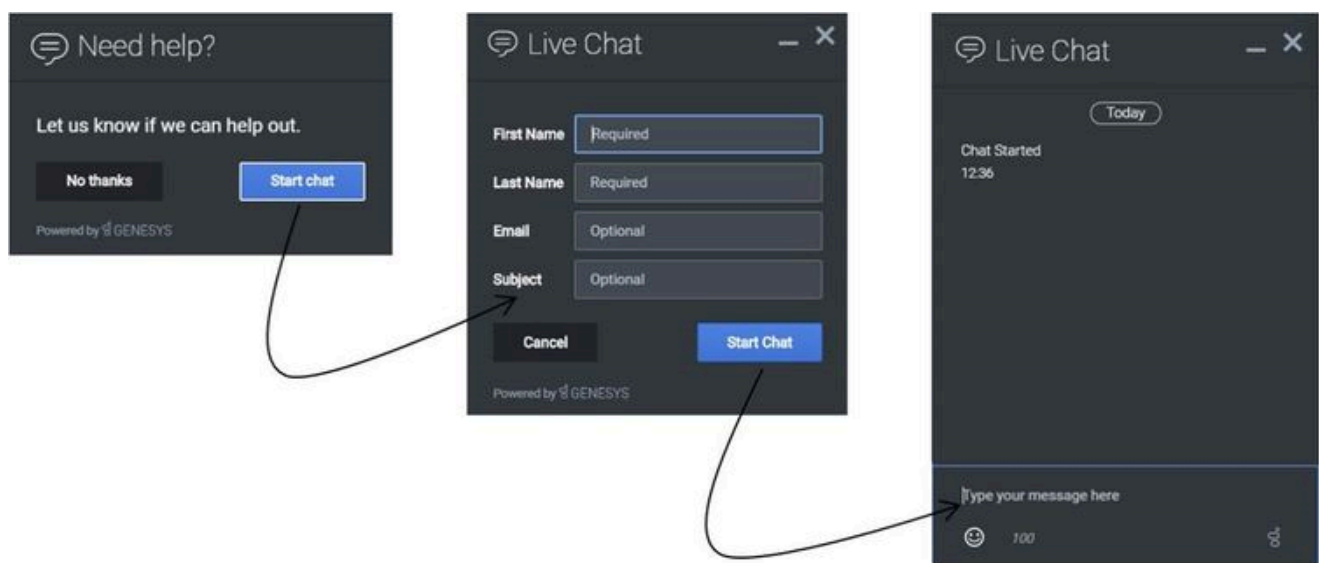 Need help?
Let us know if we can help out.
No thanks
Start chat
Powered by GENESYS
Live Chat
First Name Required
Last Name Required
Email Optional
Subject Optional
Cancel
Start Chat
Powered by GENESYS
Live Chat
Today
Chat Started
12:36
Type your message here
100